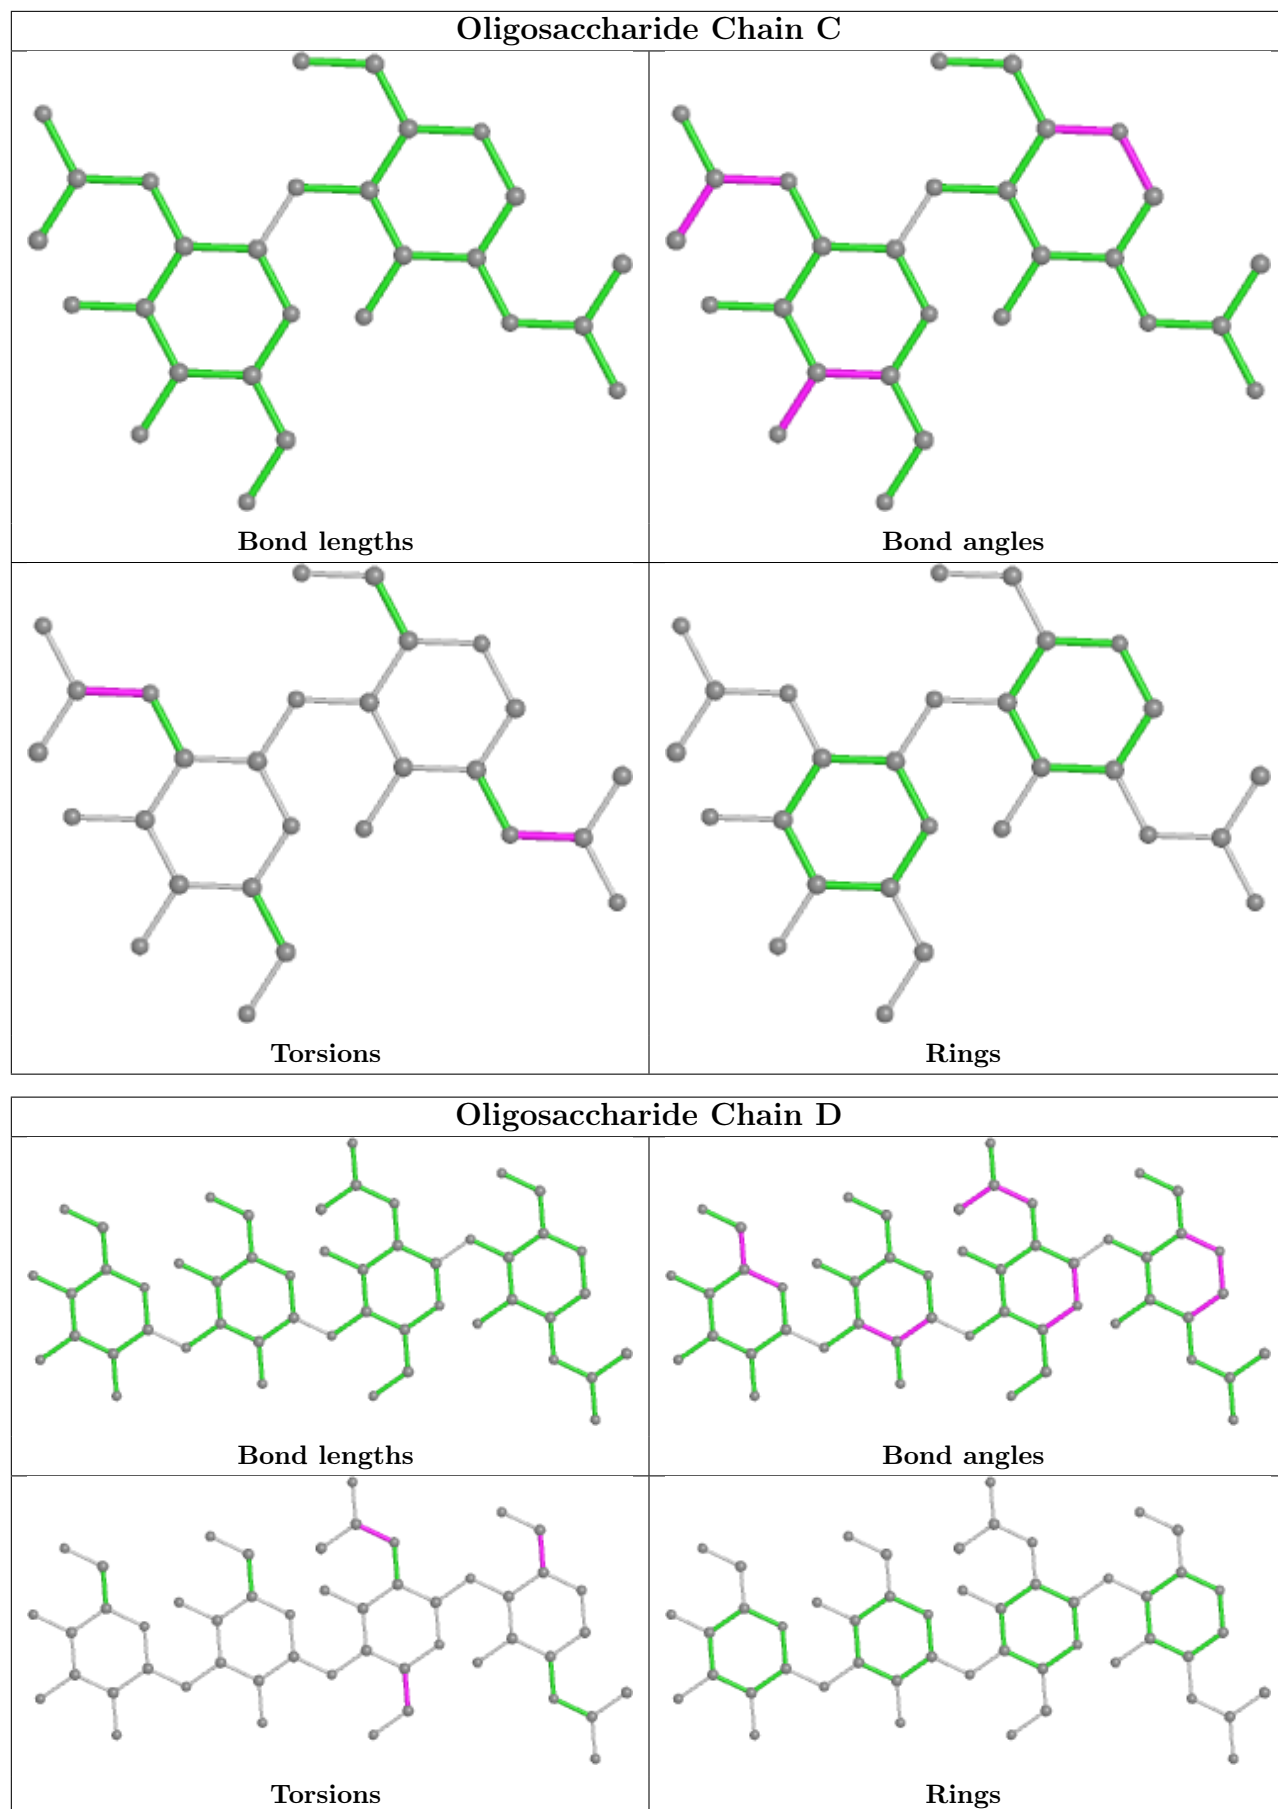 Oligosaccharide Chain C
Bond lengths
Bond angles
Torsions
Rings
Oligosaccharide Chain D
Bond lengths
Bond angles
Torsions
Rings